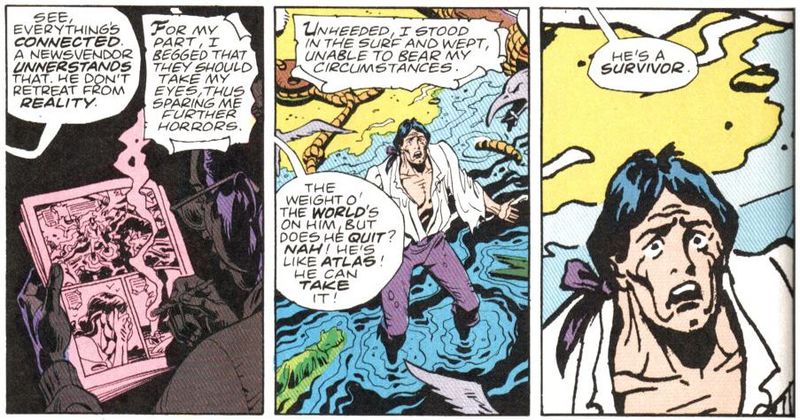 SEE,
EVERYTHING'S
CONNECTED.
A NEWSVENDOR
UNNERSTANDS
THAT. HE DON'T
RETREAT FROM
REALITY.
FOR MY
PART, I
BEGGED THAT
THEY SHOULD
TAKE MY
EYES, THUS
SPARING ME
FURTHER
HORRORS.
UNHEEDED, I STOOD
IN THE SURF AND WEPT,
UNABLE TO BEAR MY
CIRCUMSTANCES.
THE
WEIGHT O'
THE WORLD'S
ON HIM, BUT
DOES HE QUIT?
NAH! HE'S
LIKE ATLAS!
HE CAN
TAKE
IT!
HE'S A
SURVIVOR.